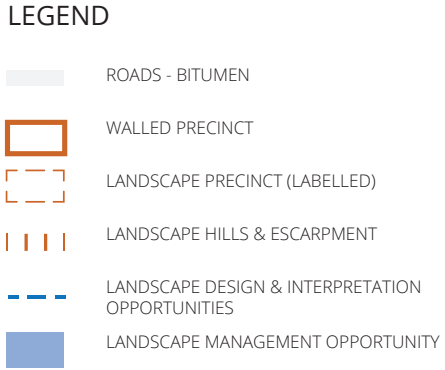 LEGEND
ROADS - BITUMEN
WALLED PRECINCT
LANDSCAPE PRECINCT (LABELLED)
LANDSCAPE HILLS & ESCARPMENT
LANDSCAPE DESIGN & INTERPRETATION
OPPORTUNITIES
LANDSCAPE MANAGEMENT OPPORTUNITY